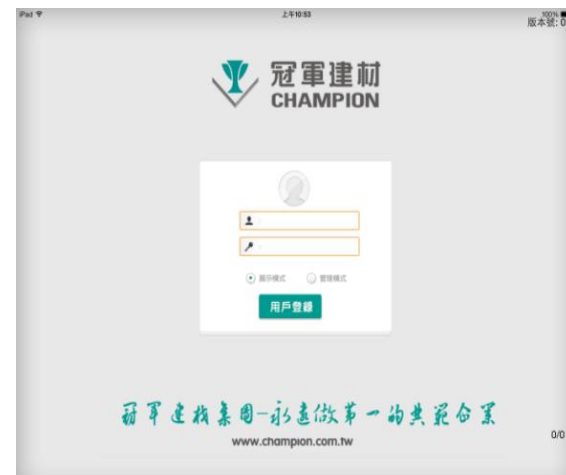 iPad 上午10:53 100%
版本號: 0
冠軍建材
CHAMPION
展示模式 管理模式
用戶登錄
冠軍建材集團-永遠做第一的典範企業
www.champion.com.tw
0/0